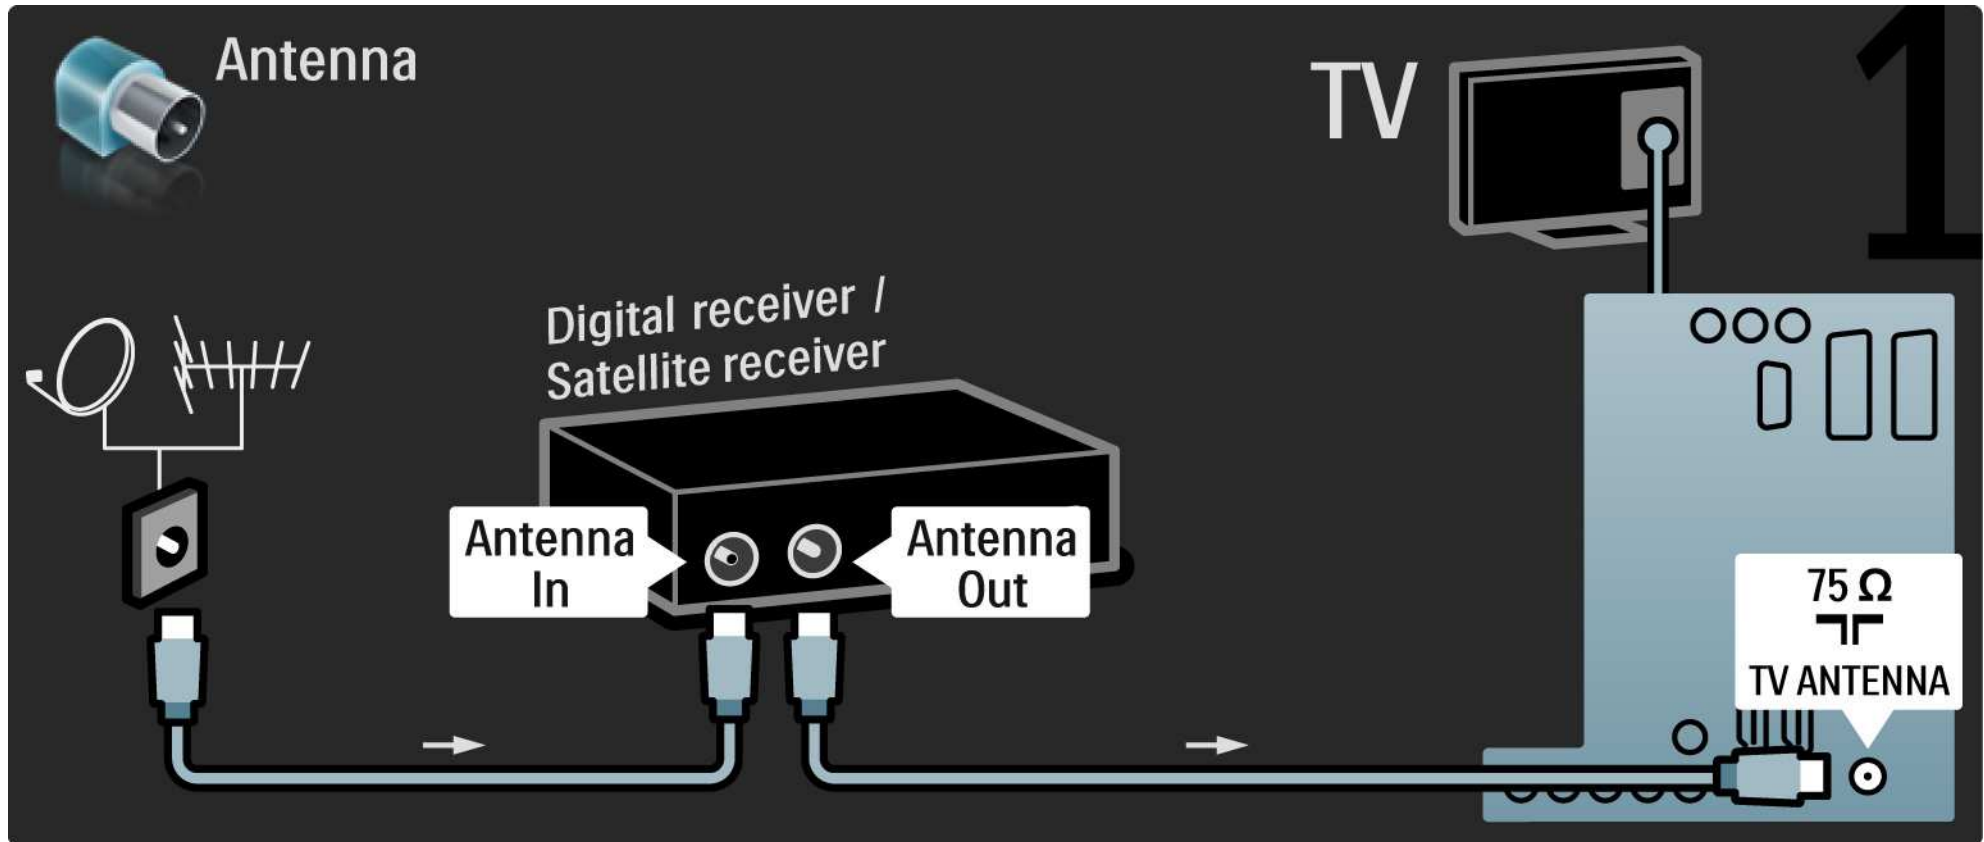 Antenna
TV
1
Digital receiver /
Satellite receiver
Antenna
In
Antenna
Out
75 Ω
TV ANTENNA